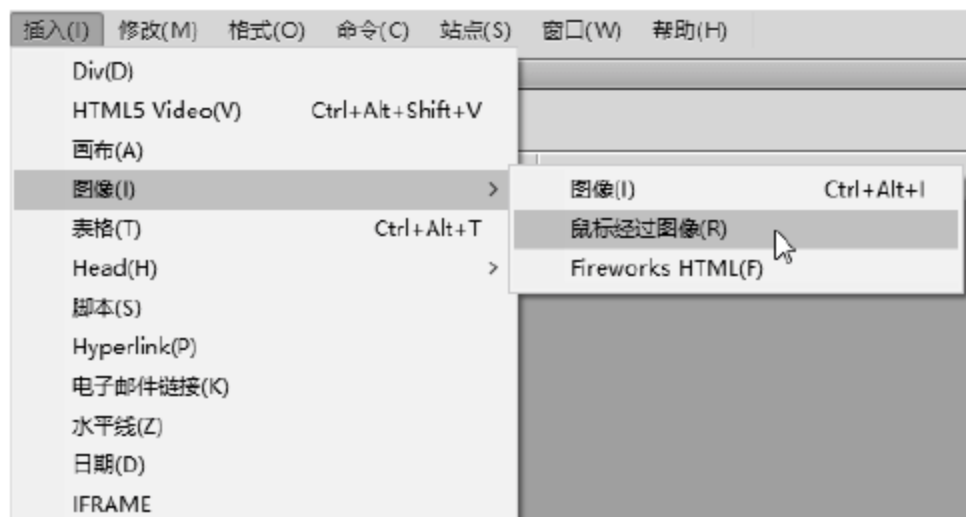 插入(I) 修改(M) 格式(O) 命令(C) 站点(S) 窗口(W) 帮助(H)
Div(D)
HTML5 Video(V) Ctrl+Alt+Shift+V
画布(A)
图像(I) >
表格(T) Ctrl+Alt+T
Head(H) >
脚本(S)
Hyperlink(P)
电子邮件链接(K)
水平线(Z)
日期(D)
IFRAME
图像(I) Ctrl+Alt+I
鼠标经过图像(R)
Fireworks HTML(F)